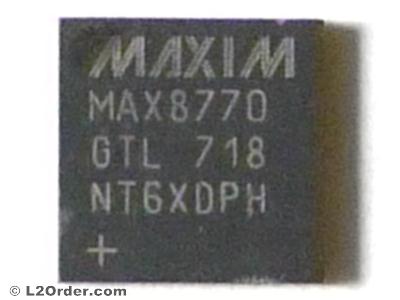 MAXIM
MAX8770
GTL 718
NT6XDPH
+
© L2Order.com